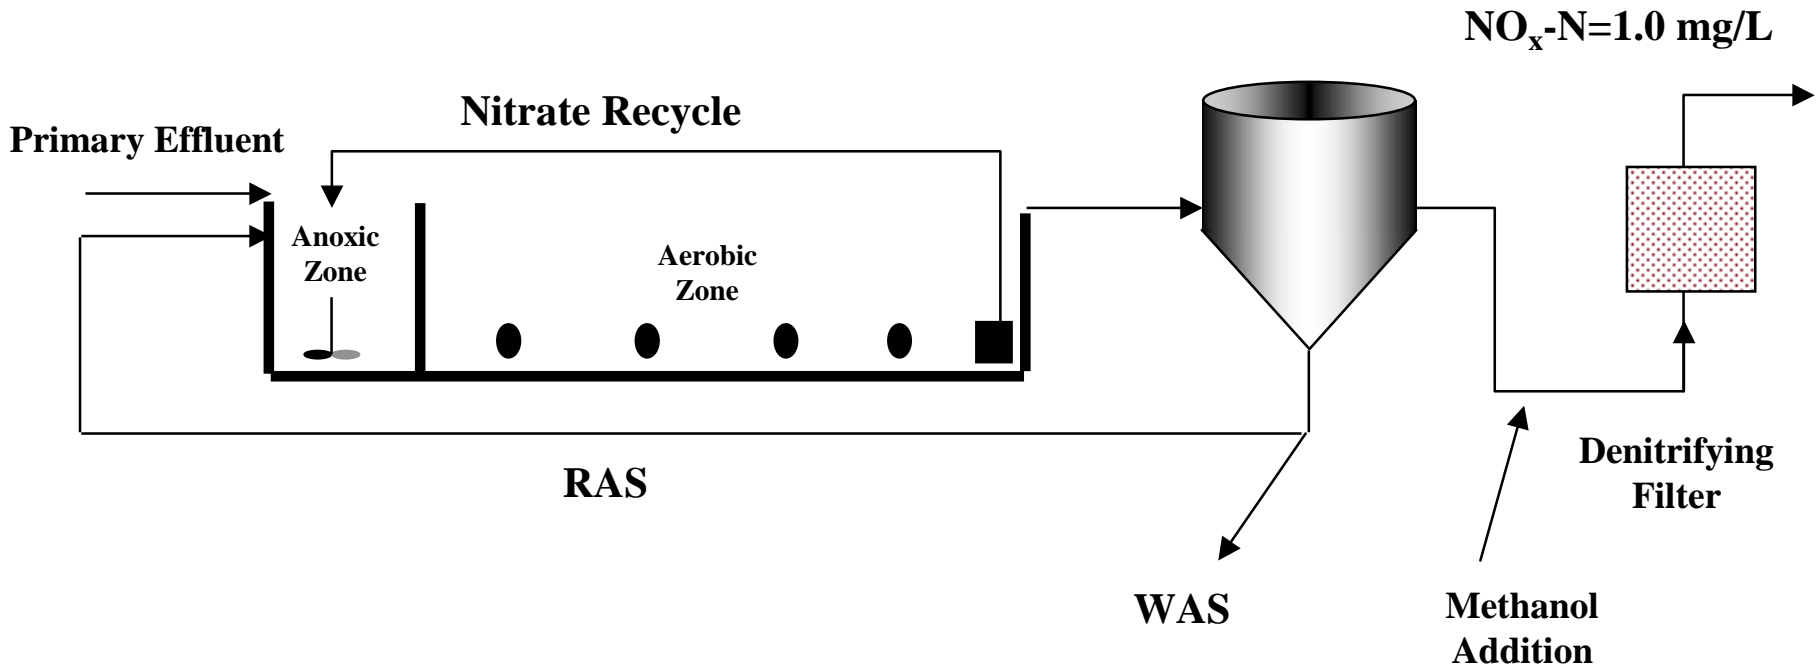 NOx-N=1.0 mg/L
Nitrate Recycle
Primary Effluent
Anoxic
Zone
Aerobic
Zone
Denitrifying
Filter
RAS
WAS
Methanol
Addition